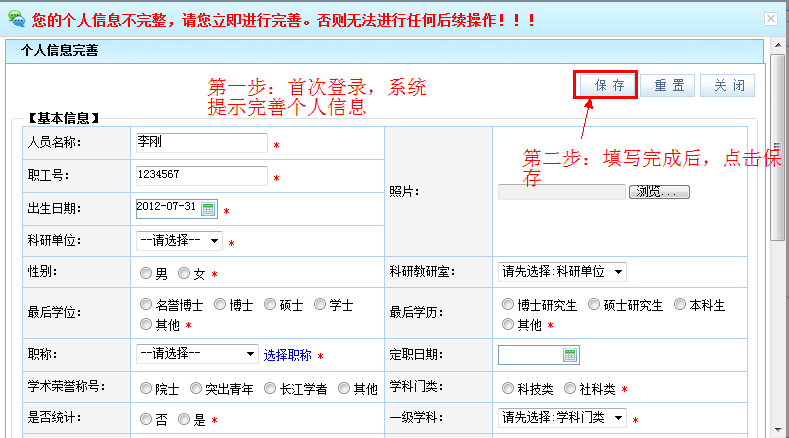 您的个人信息不完整，请您立即进行完善。否则无法进行任何后续操作！！！
个人信息完善
第一步：首次登录，系统
提示完善个人信息
保 存
重 置
关 闭
第二步：填写完成后，点击保
存
【基本信息】
人员名称：
李刚
*
职工号：
1234567
*
照片：
浏览...
出生日期：
2012-07-31
*
科研单位：
--请选择--
*
性别：
男 女 *
科研教研室：
请先选择:科研单位
最后学位：
名誉博士 博士 硕士 学士
其他 *
最后学历：
博士研究生 硕士研究生 本科生
其他 *
职称：
--请选择--
选择职称 *
定职日期：
学术荣誉称号：
院士 突出青年 长江学者 其他
学科门类：
科技类 社科类 *
是否统计：
否 是 *
一级学科：
请先选择:学科门类
*